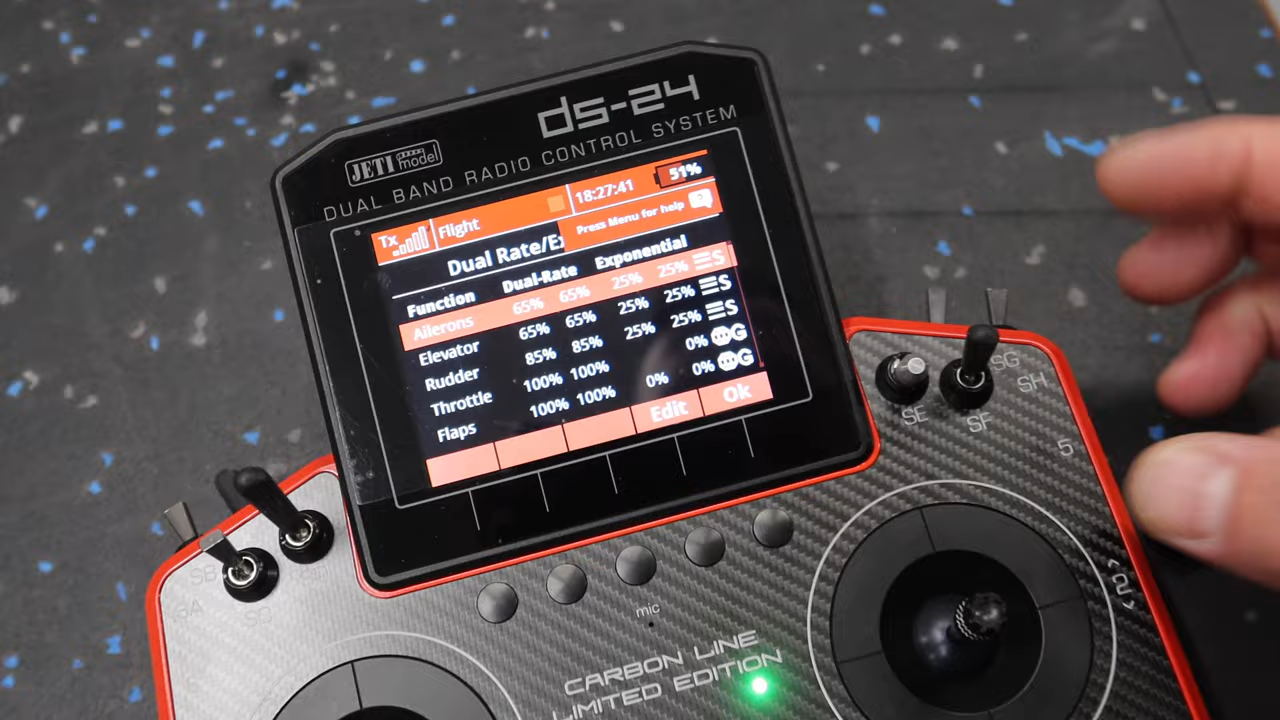 ds-24
JETI model
DUAL BAND RADIO CONTROL SYSTEM
Tx Flight 18:27:41 51%
Press Menu for help ?
Dual Rate/Ex
Function Dual-Rate Exponential
Ailerons 65% 65% 25% 25% S
Elevator 65% 65% 25% 25% S
Rudder 85% 85% 25% 25% S
Throttle 100% 100% 0% G
Flaps 100% 100% 0% 0% G
Edit Ok
SG
SH
SE
SF
5
SB
SA
2
mic
CARBON LINE
LIMITED EDITION